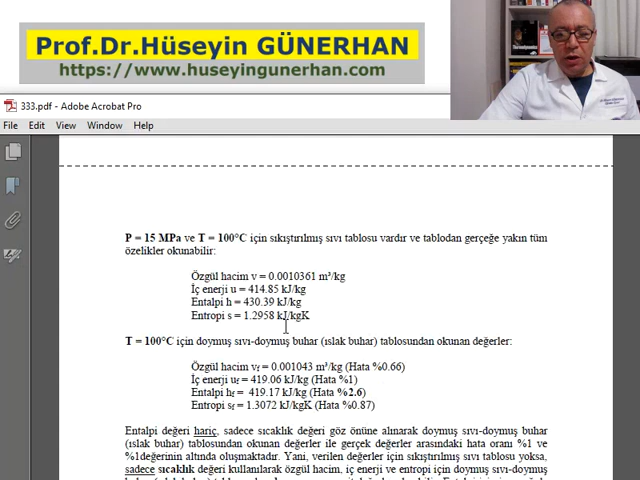 Prof.Dr.Hüseyin GÜNERHAN
https://www.huseyingunerhan.com
333.pdf - Adobe Acrobat Pro
File Edit View Window Help
P = 15 MPa ve T = 100°C için sıkıştırılmış sıvı tablosu vardır ve tablodan gerçeğe yakın tüm
özelikler okunabilir:
Özgül hacim v = 0.0010361 m³/kg
İç enerji u = 414.85 kJ/kg
Entalpi h = 430.39 kJ/kg
Entropi s = 1.2958 kJ/kgK
T = 100°C için doymuş sıvı-doymuş buhar (ıslak buhar) tablosundan okunan değerler:
Özgül hacim vf = 0.001043 m³/kg (Hata %0.66)
İç enerji uf = 419.06 kJ/kg (Hata %1)
Entalpi hf = 419.17 kJ/kg (Hata %2.6)
Entropi sf = 1.3072 kJ/kgK (Hata %0.87)
Entalpi değeri hariç, sadece sıcaklık değeri göz önüne alınarak doymuş sıvı-doymuş buhar
(ıslak buhar) tablosundan okunan değerler ile gerçek değerler arasındaki hata oranı %1 ve
%1değerinin altında oluşmaktadır. Yani, verilen değerler için sıkıştırılmış sıvı tablosu yoksa,
sadece sıcaklık değeri kullanılarak özgül hacim, iç enerji ve entropi için doymuş sıvı-doymuş